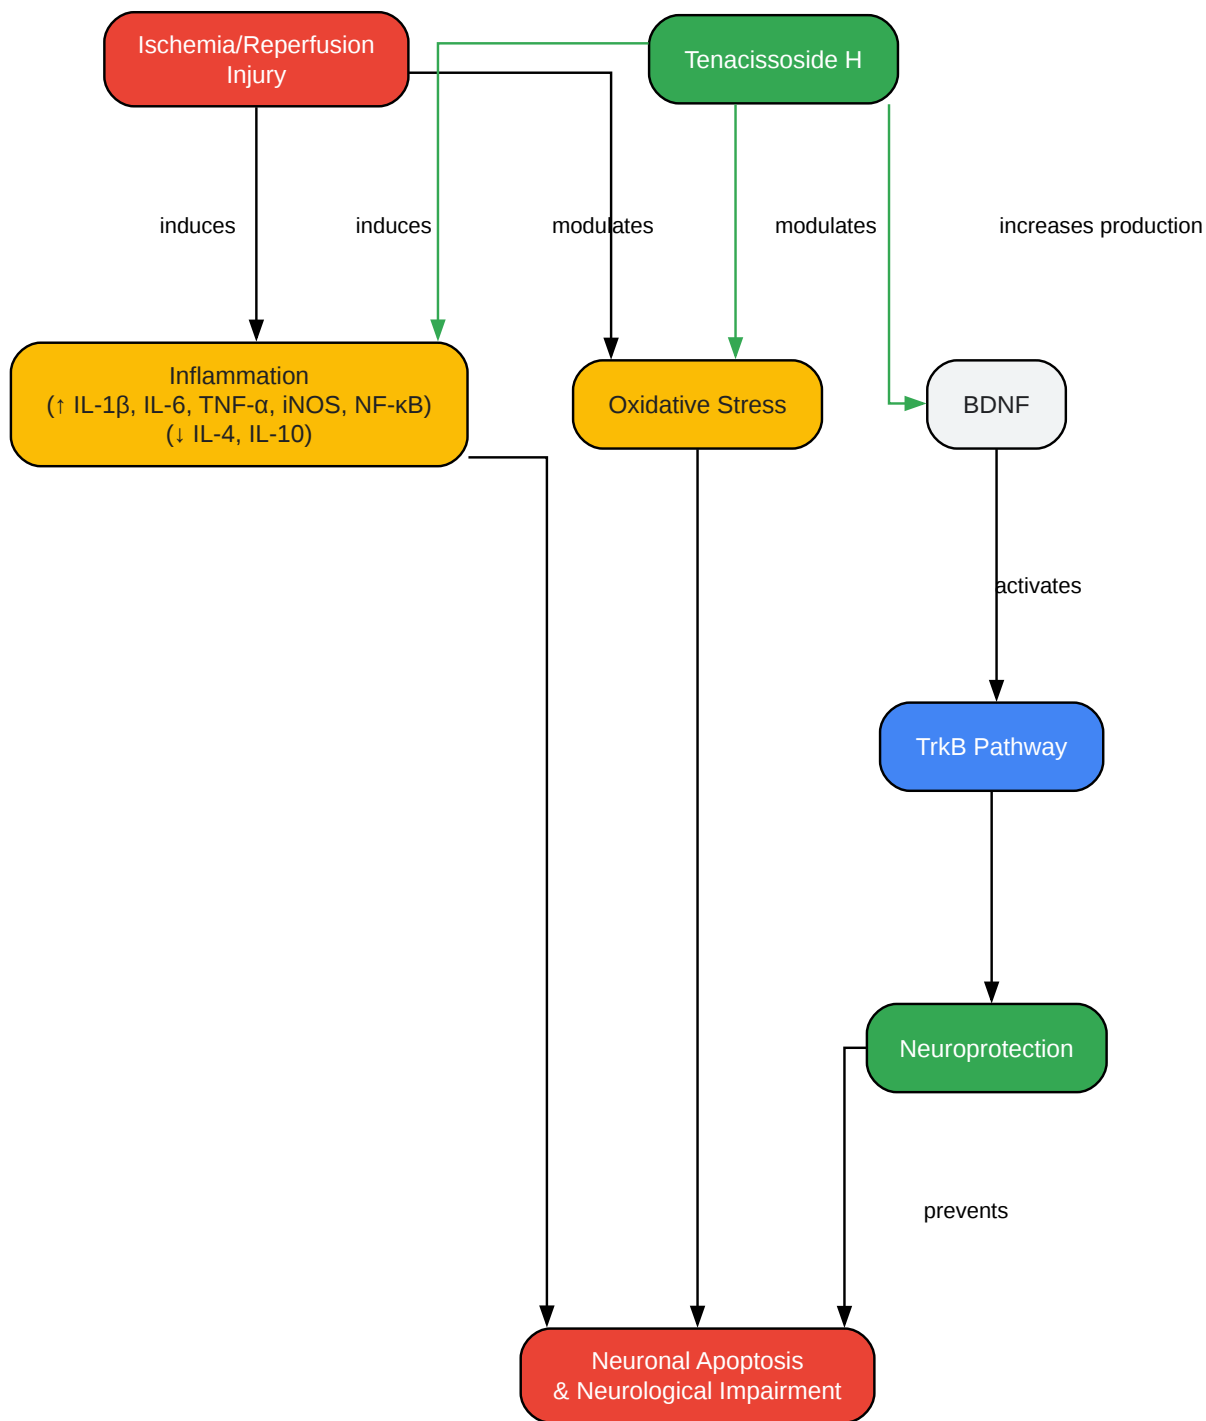 Ischemia/Reperfusion
Injury
Tenacissoside H
induces
induces
modulates
modulates
increases production
Inflammation
(↑ IL-1β, IL-6, TNF-α, iNOS, NF-κB)
(↓ IL-4, IL-10)
Oxidative Stress
BDNF
activates
TrkB Pathway
Neuroprotection
prevents
Neuronal Apoptosis
& Neurological Impairment